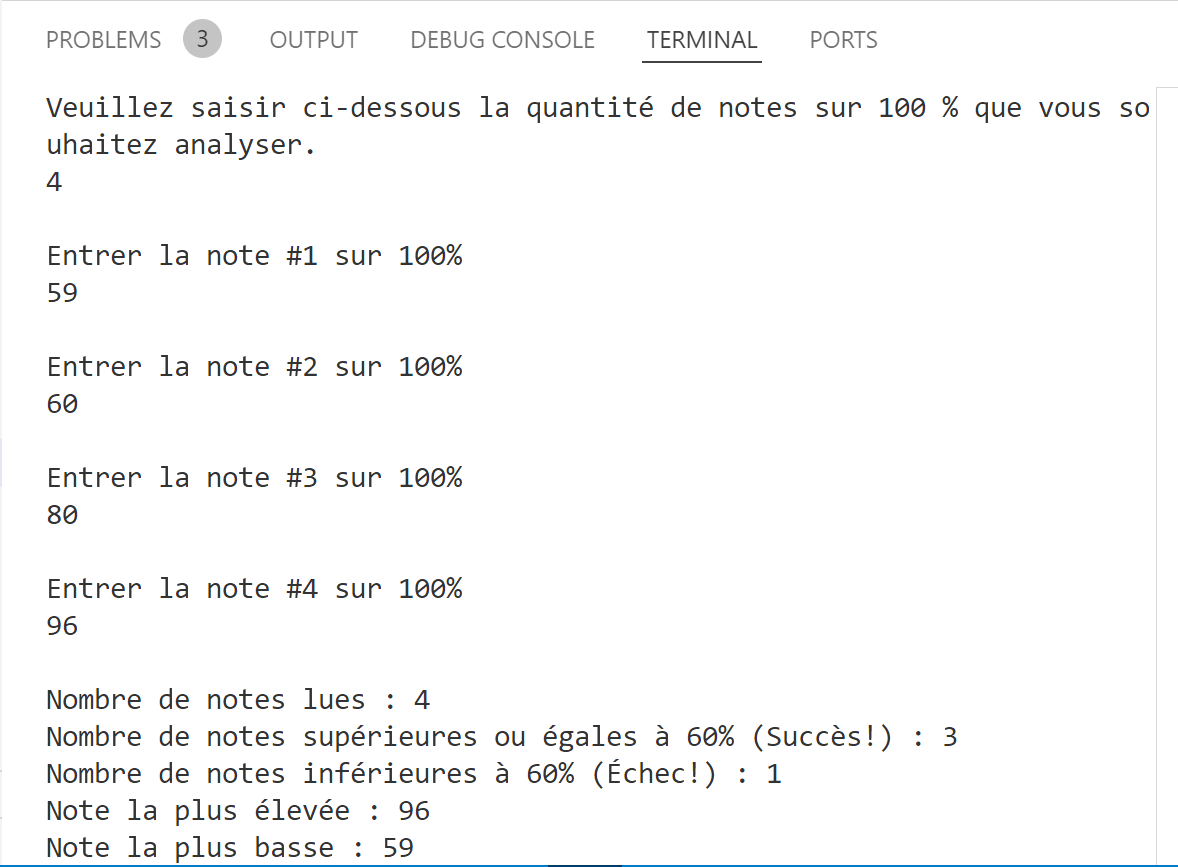 PROBLEMS 3 OUTPUT DEBUG CONSOLE TERMINAL PORTS
Veuillez saisir ci-dessous la quantité de notes sur 100 % que vous so
uhaitez analyser.
4
Entrer la note #1 sur 100%
59
Entrer la note #2 sur 100%
60
Entrer la note #3 sur 100%
80
Entrer la note #4 sur 100%
96
Nombre de notes lues : 4
Nombre de notes supérieures ou égales à 60% (Succès!) : 3
Nombre de notes inférieures à 60% (Échec!) : 1
Note la plus élevée : 96
Note la plus basse : 59